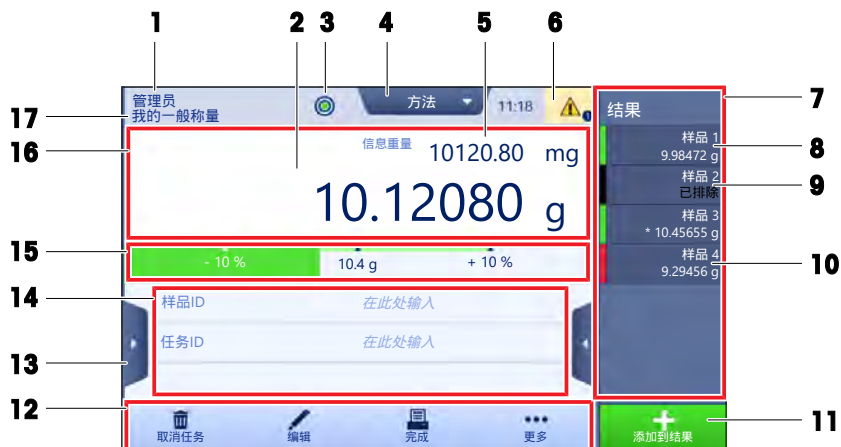 1
2
3
4
5
6
7
8
9
10
11
12
13
14
15
16
17
管理员
我的一般称量
方法
11:18
1
信息重量 10120.80 mg
10.12080 g
- 10 %
10.4 g
+ 10 %
样品ID 在此处输入
任务ID 在此处输入
取消任务
编辑
完成
更多
结果
样品 1
9.98472 g
样品 2
已排除
样品 3
* 10.45655 g
样品 4
9.29456 g
添加到结果